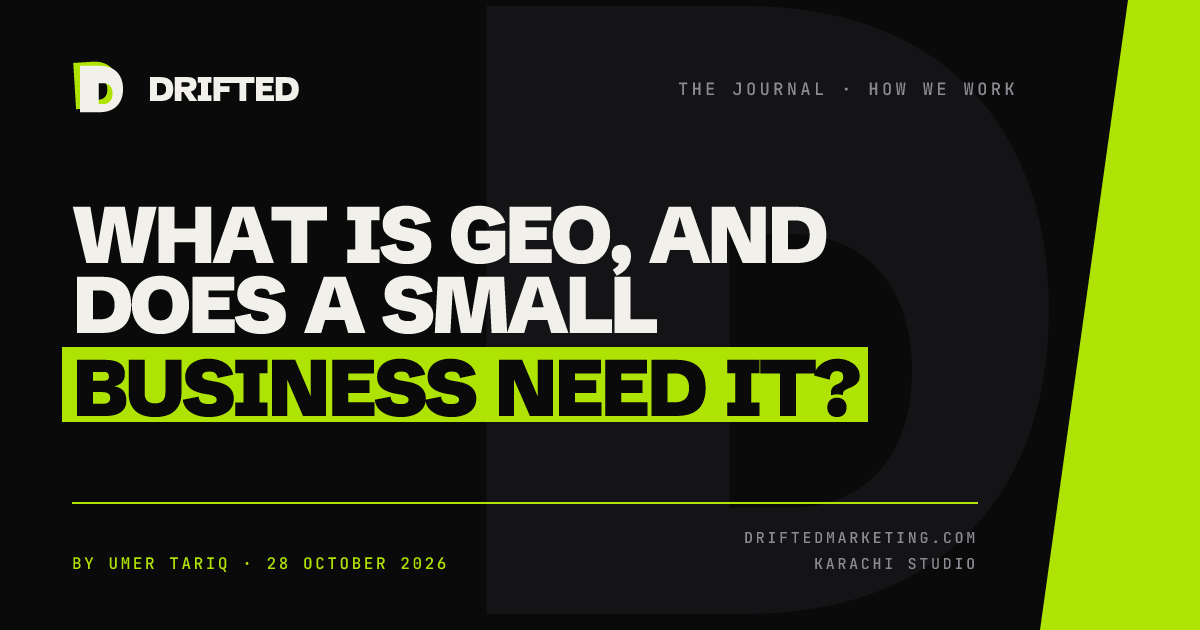 DRIFTED
THE JOURNAL · HOW WE WORK
WHAT IS GEO, AND
DOES A SMALL
BUSINESS NEED IT?
BY UMER TARIQ · 28 OCTOBER 2026
DRIFTEDMARKETING.COM
KARACHI STUDIO